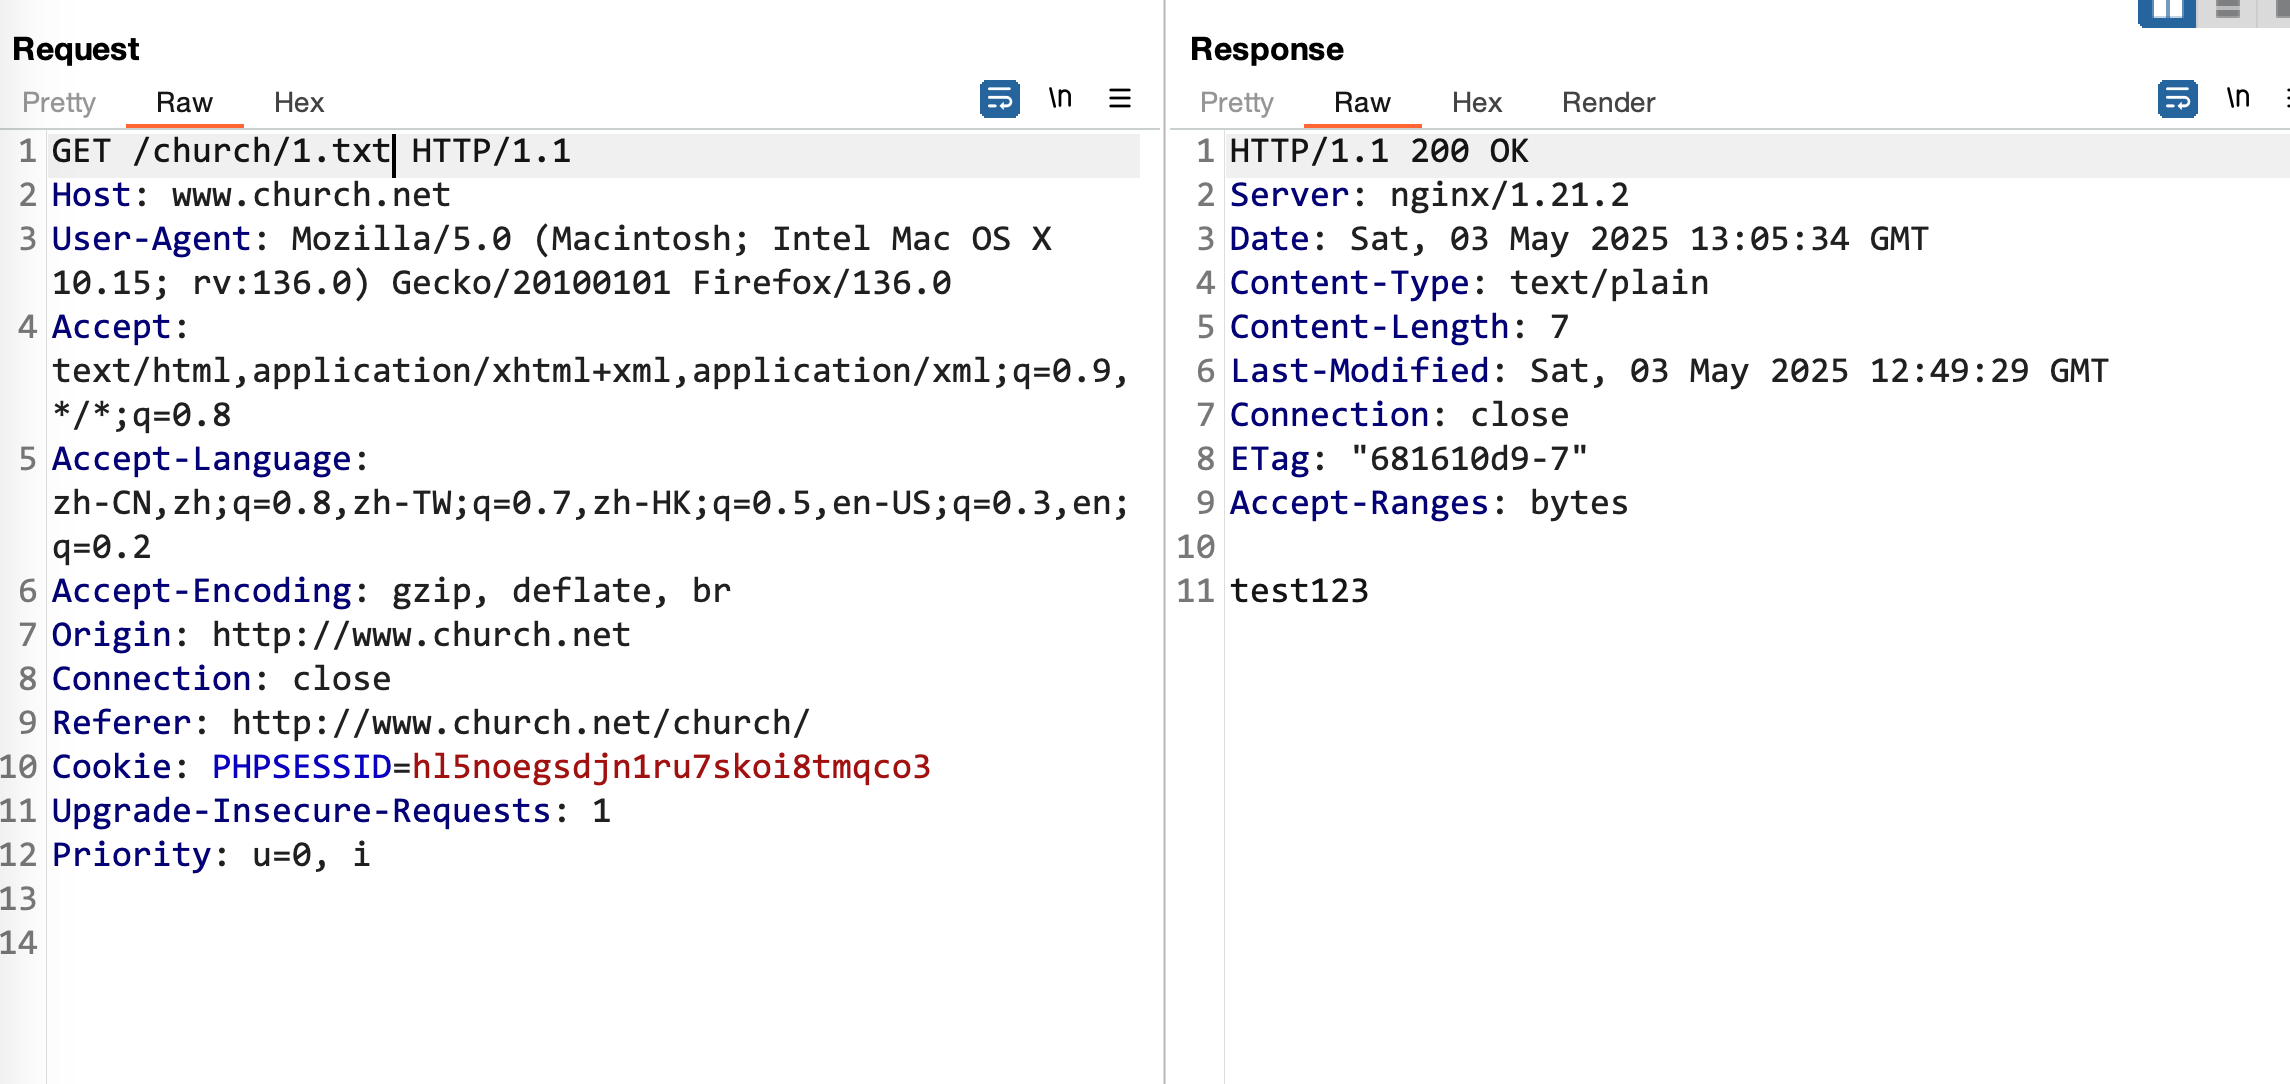 Request
Pretty Raw Hex \n
1 GET /church/1.txt HTTP/1.1
2 Host: www.church.net
3 User-Agent: Mozilla/5.0 (Macintosh; Intel Mac OS X
10.15; rv:136.0) Gecko/20100101 Firefox/136.0
4 Accept:
text/html,application/xhtml+xml,application/xml;q=0.9,
*/*;q=0.8
5 Accept-Language:
zh-CN,zh;q=0.8,zh-TW;q=0.7,zh-HK;q=0.5,en-US;q=0.3,en;
q=0.2
6 Accept-Encoding: gzip, deflate, br
7 Origin: http://www.church.net
8 Connection: close
9 Referer: http://www.church.net/church/
10 Cookie: PHPSESSID=hl5noegsdjn1ru7skoi8tmqco3
11 Upgrade-Insecure-Requests: 1
12 Priority: u=0, i
13
14
Response
Pretty Raw Hex Render \n
1 HTTP/1.1 200 OK
2 Server: nginx/1.21.2
3 Date: Sat, 03 May 2025 13:05:34 GMT
4 Content-Type: text/plain
5 Content-Length: 7
6 Last-Modified: Sat, 03 May 2025 12:49:29 GMT
7 Connection: close
8 ETag: "681610d9-7"
9 Accept-Ranges: bytes
10
11 test123